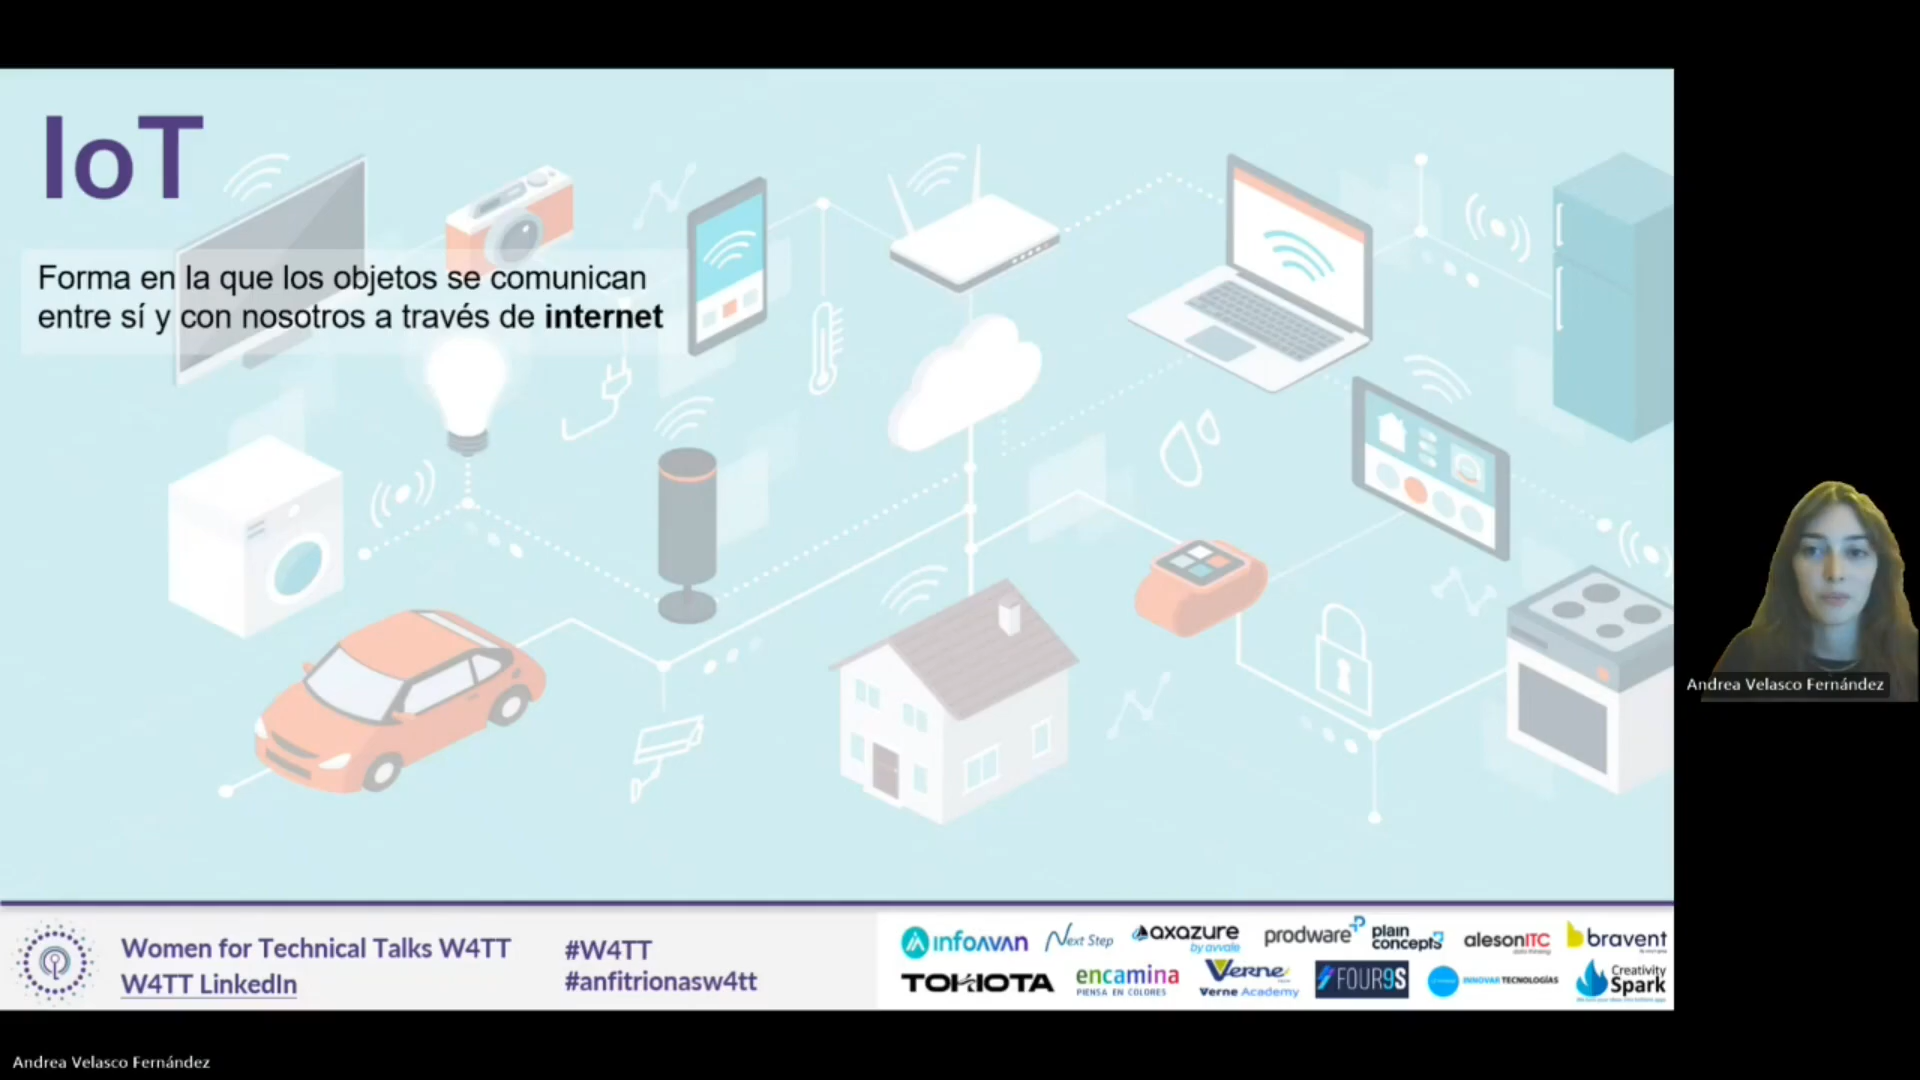 IoT
Forma en la que los objetos se comunican
entre sí y con nosotros a través de internet
Andrea Velasco Fernández
Women for Technical Talks W4TT
W4TT LinkedIn
#W4TT
#anfitrionasw4tt
infoavan
Next Step
axazure
by avvale
prodware
plain
concepts
alesonITC
bravent
TOKIOTA
encamina
PIENSA EN COLORES
Verne
Verne Academy
FOUR9S
INNOVAR TECNOLOGÍAS
Creativity
Spark
Andrea Velasco Fernández